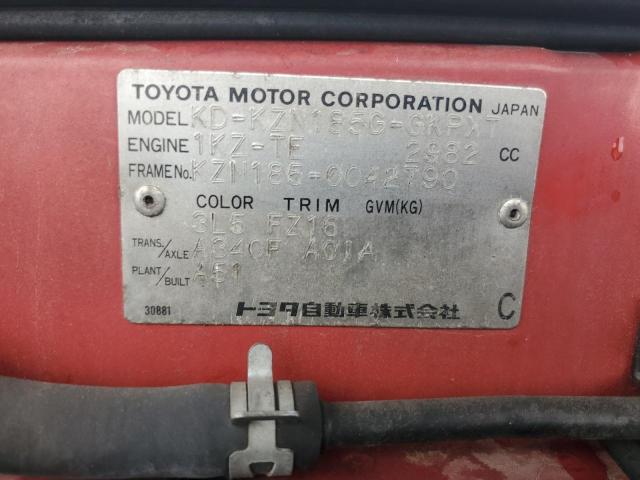 TOYOTA MOTOR CORPORATION JAPAN
MODEL KD-KZN185G-GKPXT
ENGINE 1KZ-TE 2982 CC
FRAME No. KZN185-0042790
COLOR TRIM GVM(KG)
3L5 FZ16
TRANS./AXLE A340F A01A
PLANT/BUILT A51
30881 トヨタ自動車株式会社 C